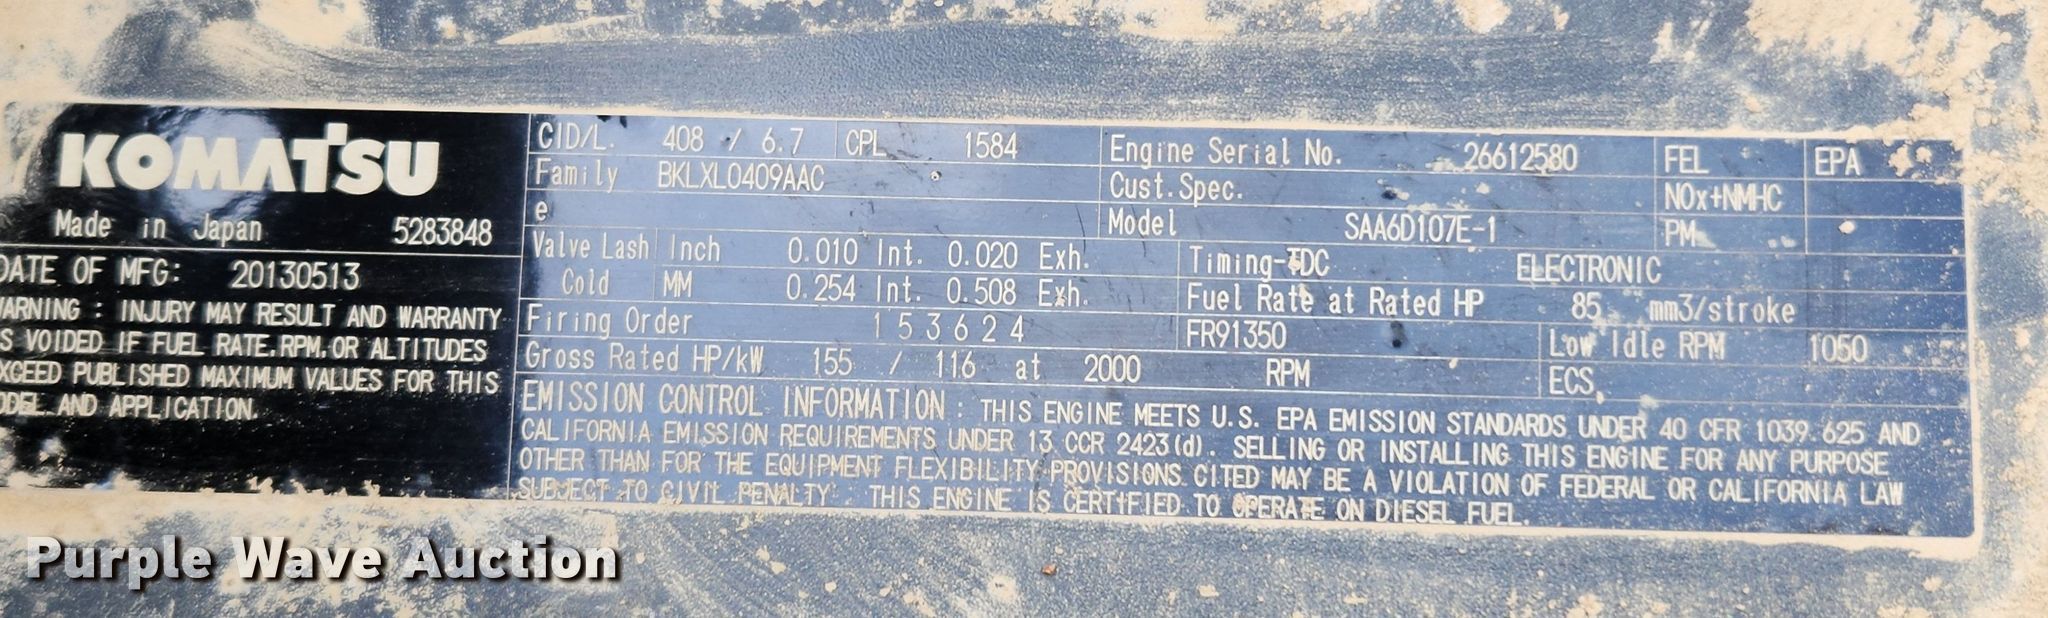 KOMATSU
Made in Japan 5283848
DATE OF MFG: 20130513
WARNING : INJURY MAY RESULT AND WARRANTY
IS VOIDED IF FUEL RATE,RPM,OR ALTITUDES
EXCEED PUBLISHED MAXIMUM VALUES FOR THIS
MODEL AND APPLICATION.
CID/L. 408 / 6.7 CPL 1584
Family BKLXL0409AAC
e
Engine Serial No. 26612580
Cust.Spec.
Model SAA6D107E-1
FEL EPA
NOx+NMHC
PM
Valve Lash Inch 0.010 Int. 0.020 Exh.
Cold MM 0.254 Int. 0.508 Exh.
Timing-TDC ELECTRONIC
Fuel Rate at Rated HP 85 mm3/stroke
Firing Order 153624
FR91350
Low Idle RPM 1050
Gross Rated HP/kW 155 / 116 at 2000 RPM
ECS
EMISSION CONTROL INFORMATION : THIS ENGINE MEETS U.S. EPA EMISSION STANDARDS UNDER 40 CFR 1039.625 AND
CALIFORNIA EMISSION REQUIREMENTS UNDER 13 CCR 2423(d). SELLING OR INSTALLING THIS ENGINE FOR ANY PURPOSE
OTHER THAN FOR THE EQUIPMENT FLEXIBILITY PROVISIONS CITED MAY BE A VIOLATION OF FEDERAL OR CALIFORNIA LAW
SUBJECT TO CIVIL PENALTY. THIS ENGINE IS CERTIFIED TO OPERATE ON DIESEL FUEL.
Purple Wave Auction